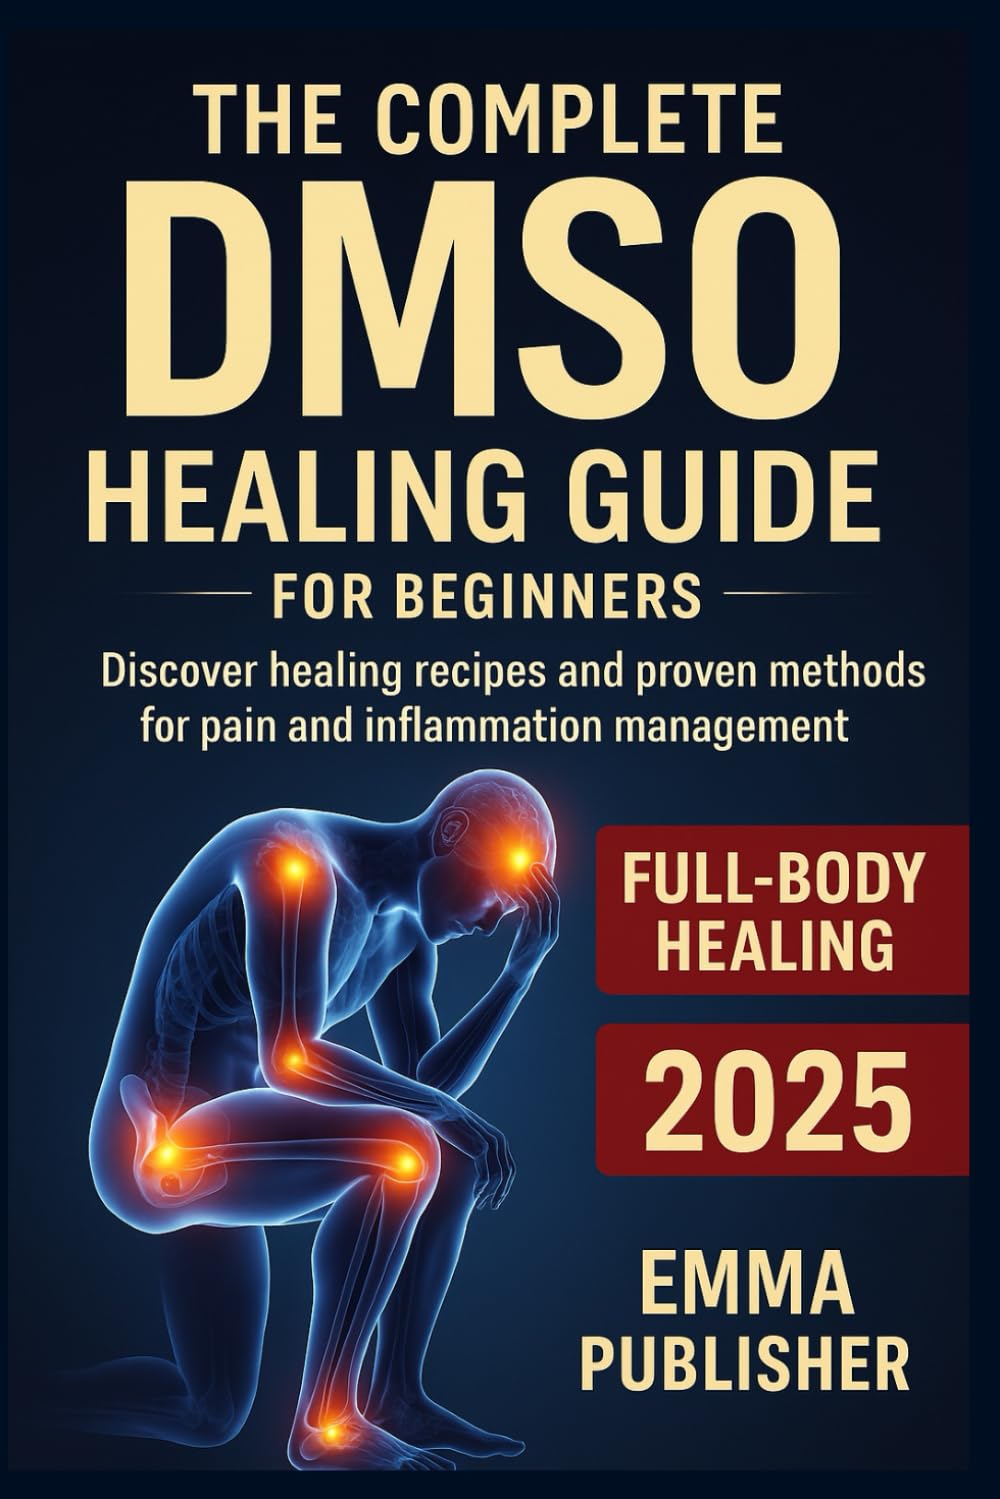 THE COMPLETE
DMSO
HEALING GUIDE
FOR BEGINNERS
Discover healing recipes and proven methods
for pain and inflammation management
FULL-BODY
HEALING
2025
EMMA
PUBLISHER